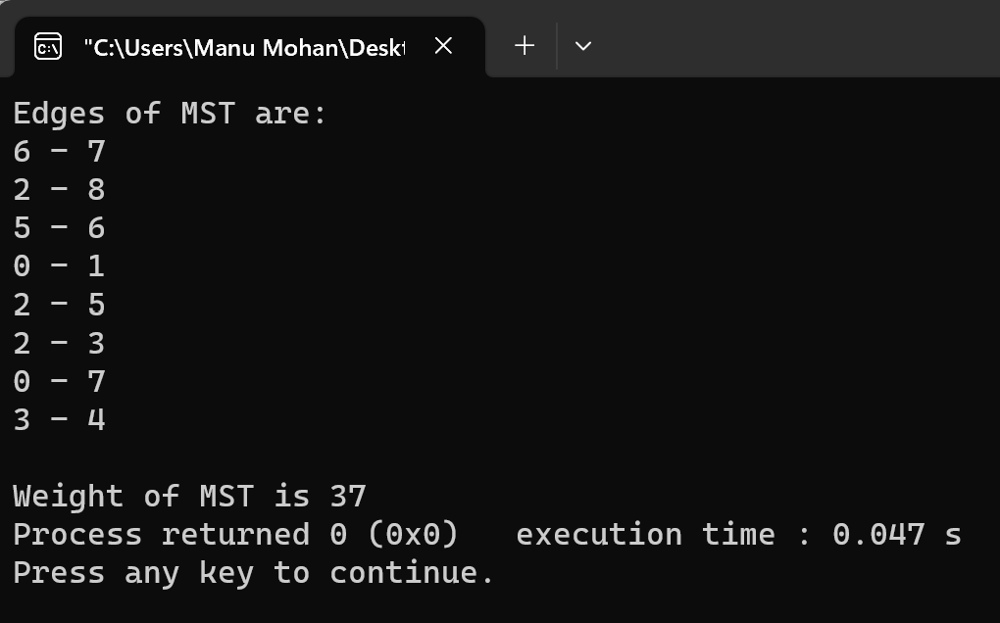 "C:\Users\Manu Mohan\Deskt
Edges of MST are:
6 - 7
2 - 8
5 - 6
0 - 1
2 - 5
2 - 3
0 - 7
3 - 4
Weight of MST is 37
Process returned 0 (0x0)   execution time : 0.047 s
Press any key to continue.